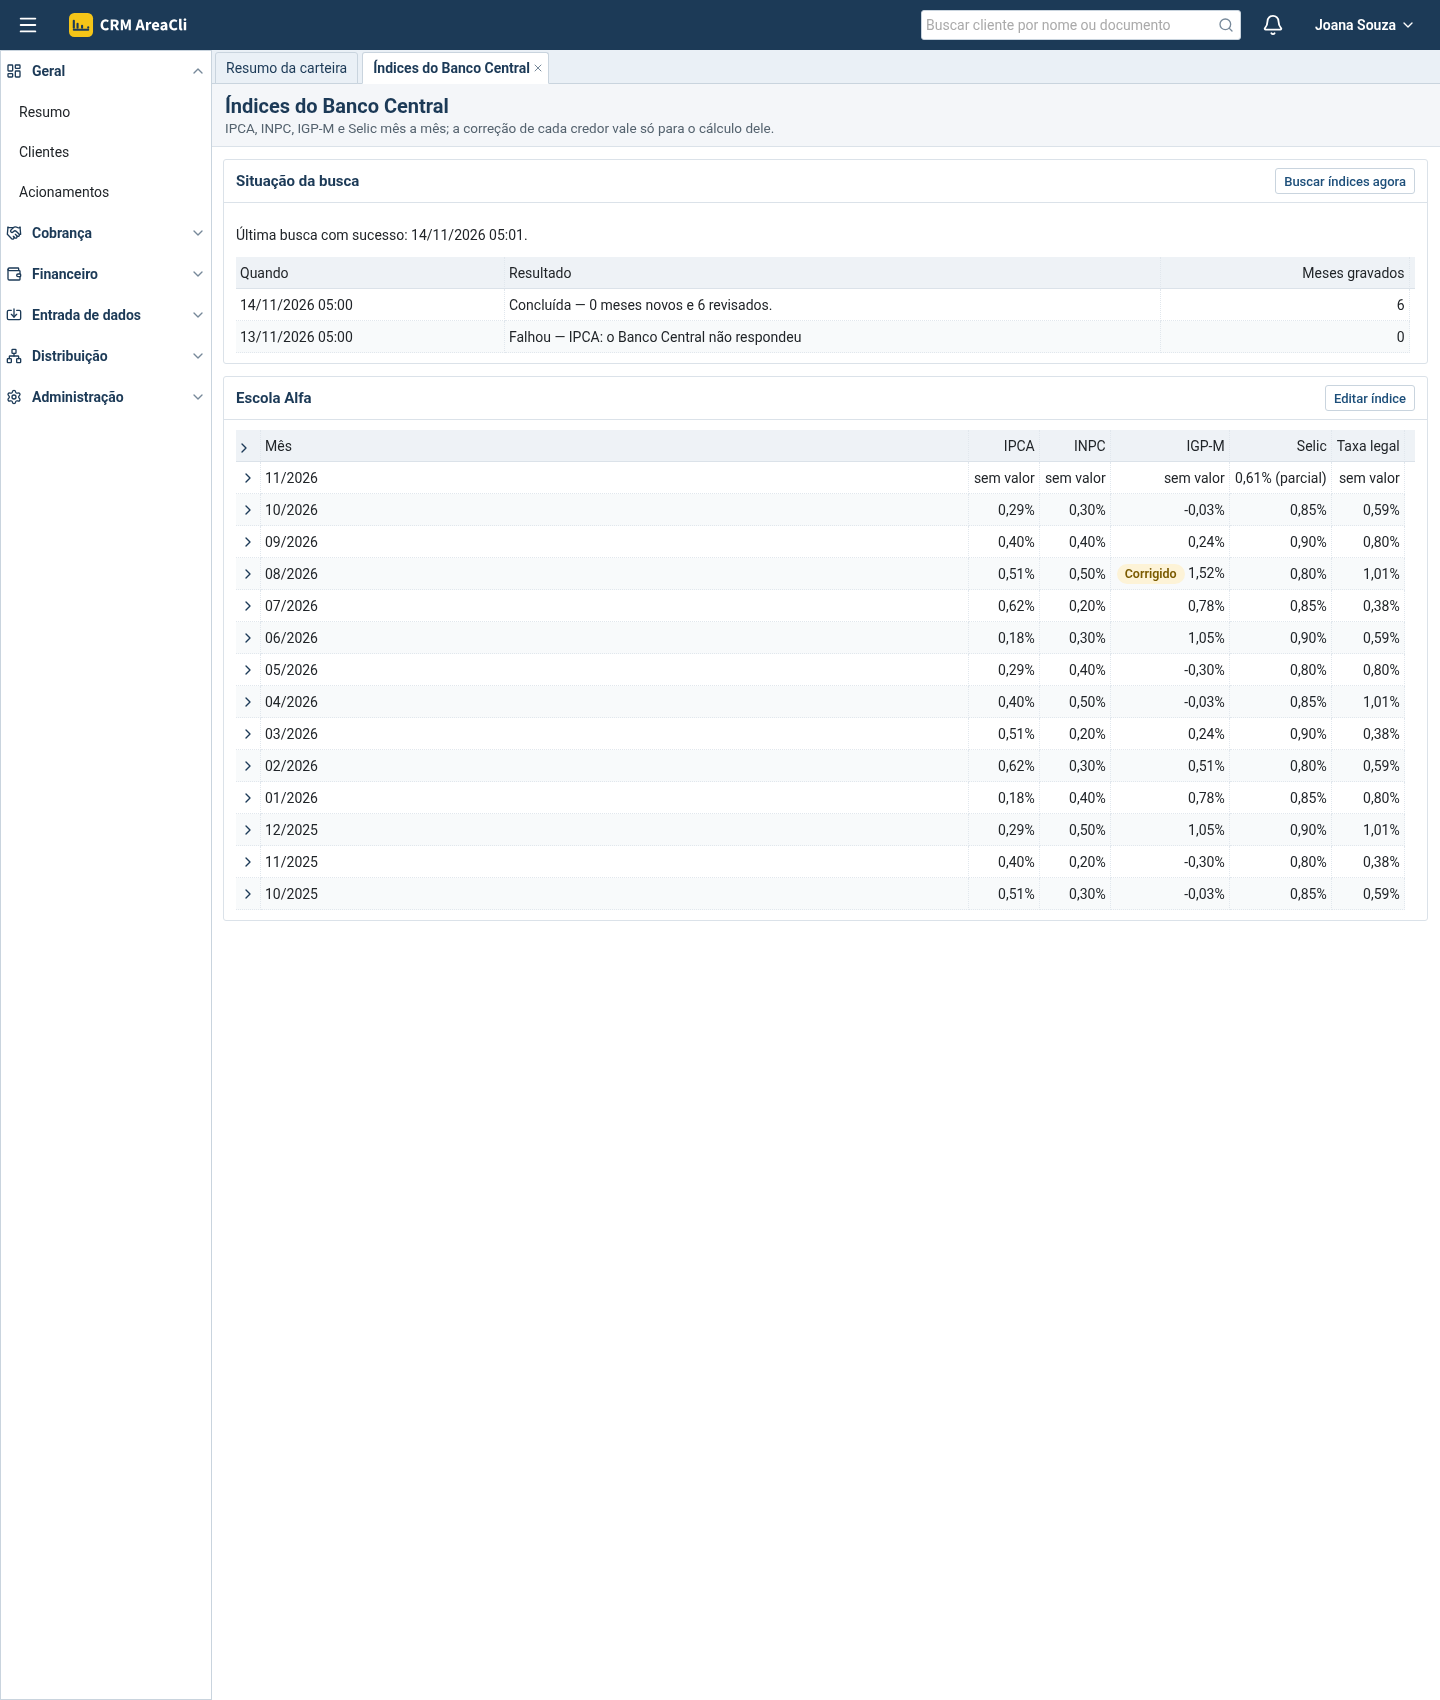 CRM AreaCli
Buscar cliente por nome ou documento
Joana Souza
Geral
Resumo
Clientes
Acionamentos
Cobrança
Financeiro
Entrada de dados
Distribuição
Administração
Resumo da carteira
Índices do Banco Central
Índices do Banco Central
IPCA, INPC, IGP-M e Selic mês a mês; a correção de cada credor vale só para o cálculo dele.
Situação da busca
Buscar índices agora
Última busca com sucesso: 14/11/2026 05:01.
Quando Resultado Meses gravados
14/11/2026 05:00 Concluída — 0 meses novos e 6 revisados. 6
13/11/2026 05:00 Falhou — IPCA: o Banco Central não respondeu 0
Escola Alfa
Editar índice
Mês IPCA INPC IGP-M Selic Taxa legal
11/2026 sem valor sem valor sem valor 0,61% (parcial) sem valor
10/2026 0,29% 0,30% -0,03% 0,85% 0,59%
09/2026 0,40% 0,40% 0,24% 0,90% 0,80%
08/2026 0,51% 0,50% Corrigido 1,52% 0,80% 1,01%
07/2026 0,62% 0,20% 0,78% 0,85% 0,38%
06/2026 0,18% 0,30% 1,05% 0,90% 0,59%
05/2026 0,29% 0,40% -0,30% 0,80% 0,80%
04/2026 0,40% 0,50% -0,03% 0,85% 1,01%
03/2026 0,51% 0,20% 0,24% 0,90% 0,38%
02/2026 0,62% 0,30% 0,51% 0,80% 0,59%
01/2026 0,18% 0,40% 0,78% 0,85% 0,80%
12/2025 0,29% 0,50% 1,05% 0,90% 1,01%
11/2025 0,40% 0,20% -0,30% 0,80% 0,38%
10/2025 0,51% 0,30% -0,03% 0,85% 0,59%